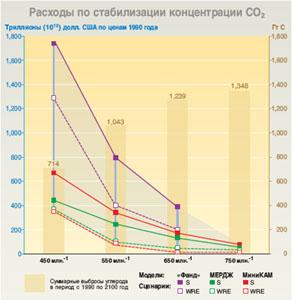 Расходы по стабилизации концентрации CO2
Триллионы (10¹²) долл. США по ценам 1990 года
Гт C
1,800 1,800
1,600 1,600
1,400 1,400
1,348
1,200 1,239 1,200
1,000 1,043 1,000
800 800
714
600 600
400 400
200 200
0 0
450 млн.⁻¹ 550 млн.⁻¹ 650 млн.⁻¹ 750 млн.⁻¹
Модели: «Фанд» МЕРДЖ МиниКАМ
Суммарные выбросы углерода
в период с 1990 по 2100 год
Сценарии: S S S
WRE WRE WRE